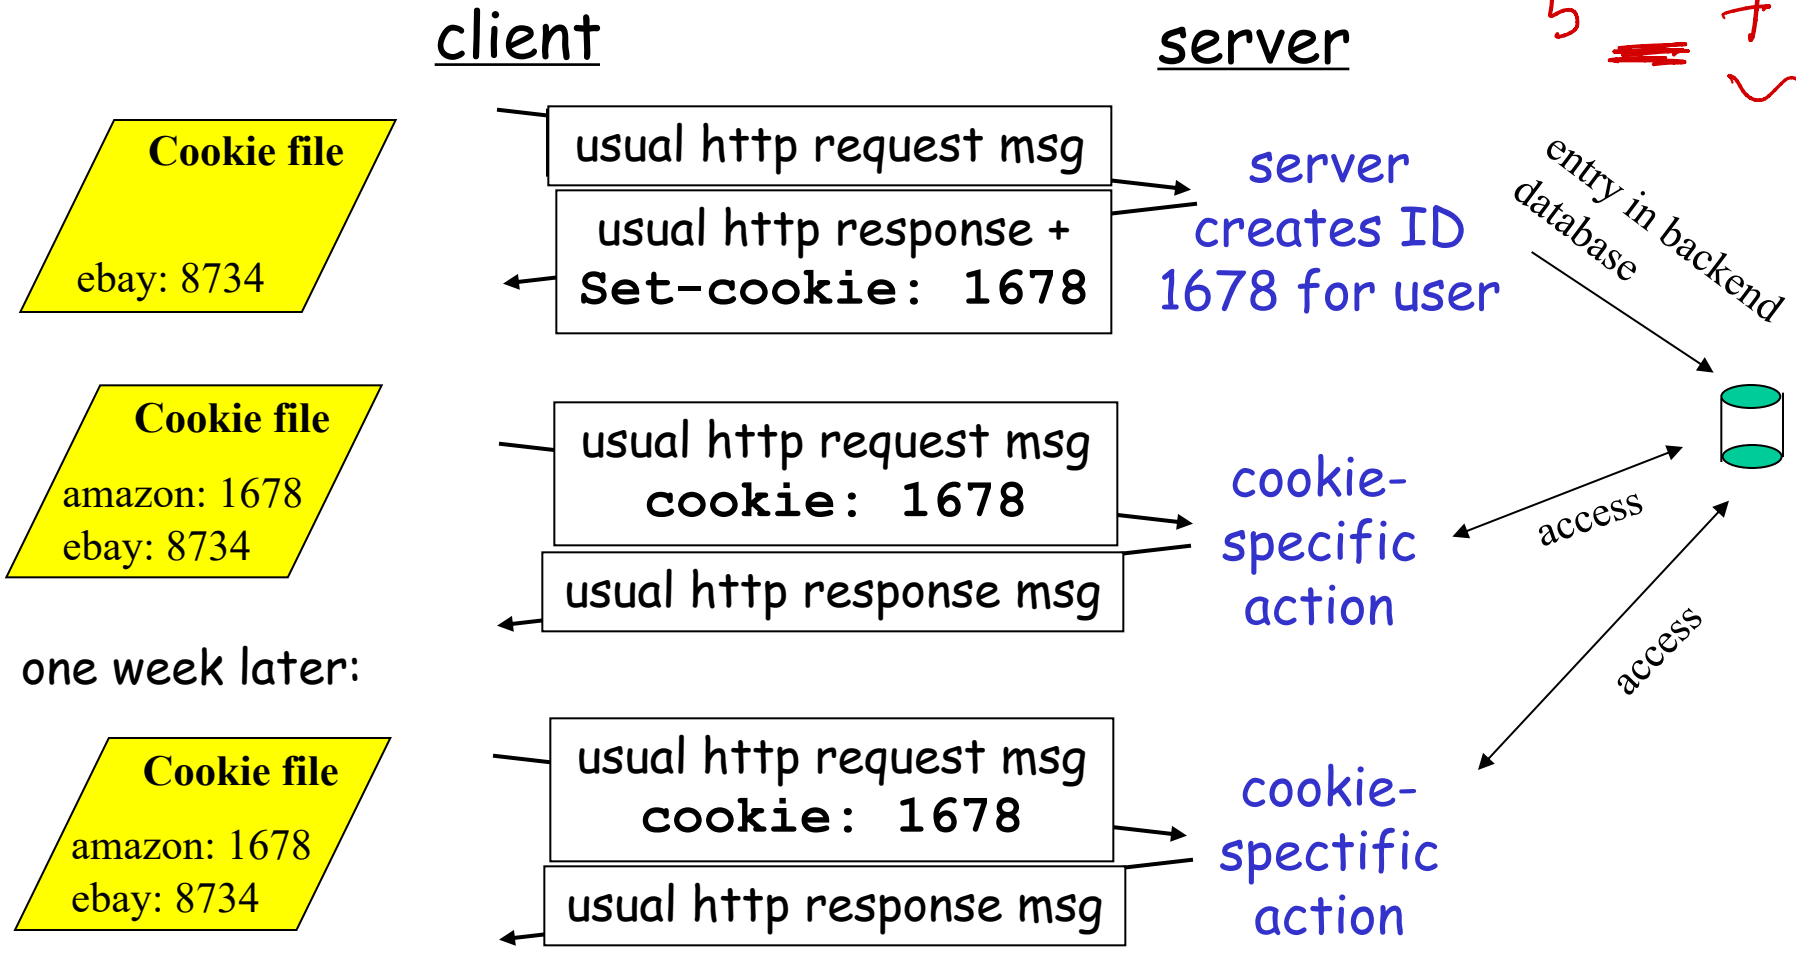 client
server
5
7
Cookie file
ebay: 8734
usual http request msg
usual http response +
Set-cookie: 1678
server
creates ID
1678 for user
entry in backend
database
Cookie file
amazon: 1678
ebay: 8734
usual http request msg
cookie: 1678
usual http response msg
cookie-
specific
action
access
access
one week later:
Cookie file
amazon: 1678
ebay: 8734
usual http request msg
cookie: 1678
usual http response msg
cookie-
spectific
action